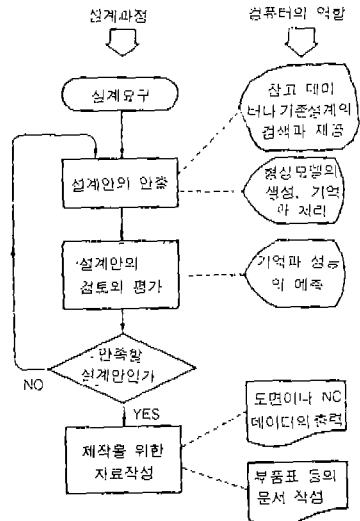 설계과정
컴퓨터의 역할
설계요구
참고 데이
터나 기존설계의
검색과 제공
설계안의
형상모델의
생성, 기억
과 처리
설계안의
검토와 평가
기억과 성능
의 예측
만족할
설계안인가
NO
YES
도면이나 NC
데이터의 출력
제작을 위한
자료작성
부품표 등의
문서 작성